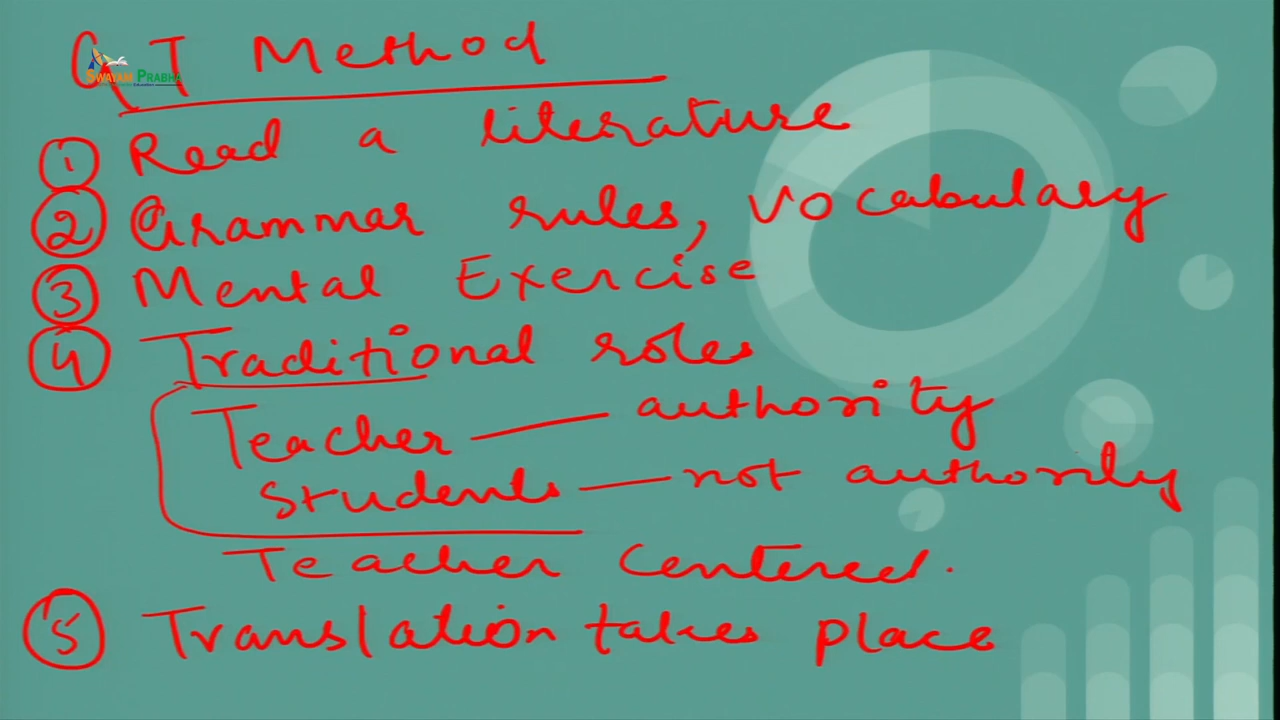 GT Method
SWAYAM PRABHA
① Read a literature
② Grammar rules, Vocabulary
③ Mental Exercise
④ Traditional roles
Teacher — authority
Students — not authority
Teacher Centered.
⑤ Translation takes place